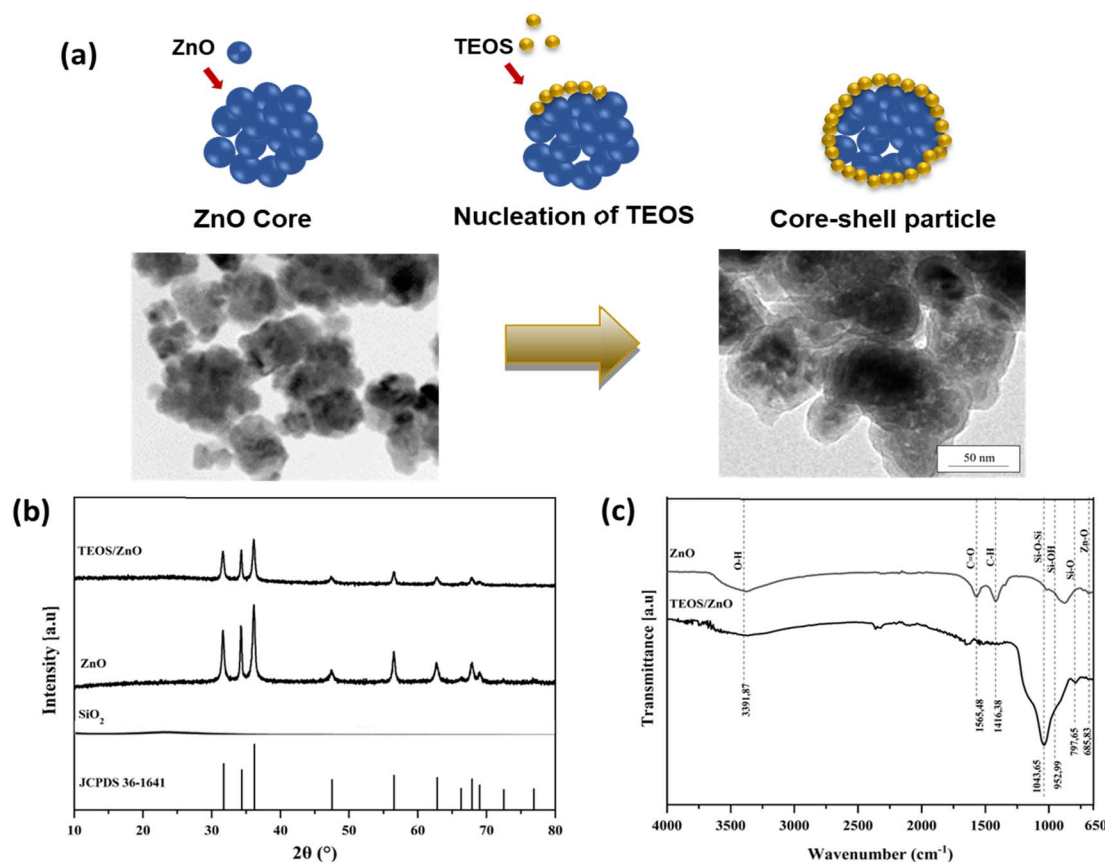 (a)
ZnO
TEOS
ZnO Core
Nucleation of TEOS
Core-shell particle
50 nm
(b)
TEOS/ZnO
ZnO
SiO₂
JCPDS 36-1641
Intensity [a.u]
10 20 30 40 50 60 70 80
2θ (°)
(c)
ZnO
TEOS/ZnO
O-H
C=O
C-H
Si-O-Si
Si-OH
Si-O
Zn-O
3391,87
1565,48
1416,38
1043,65
952,99
797,65
685,83
Transmittance [a.u]
4000 3500 3000 2500 2000 1500 1000 650
Wavenumber (cm⁻¹)